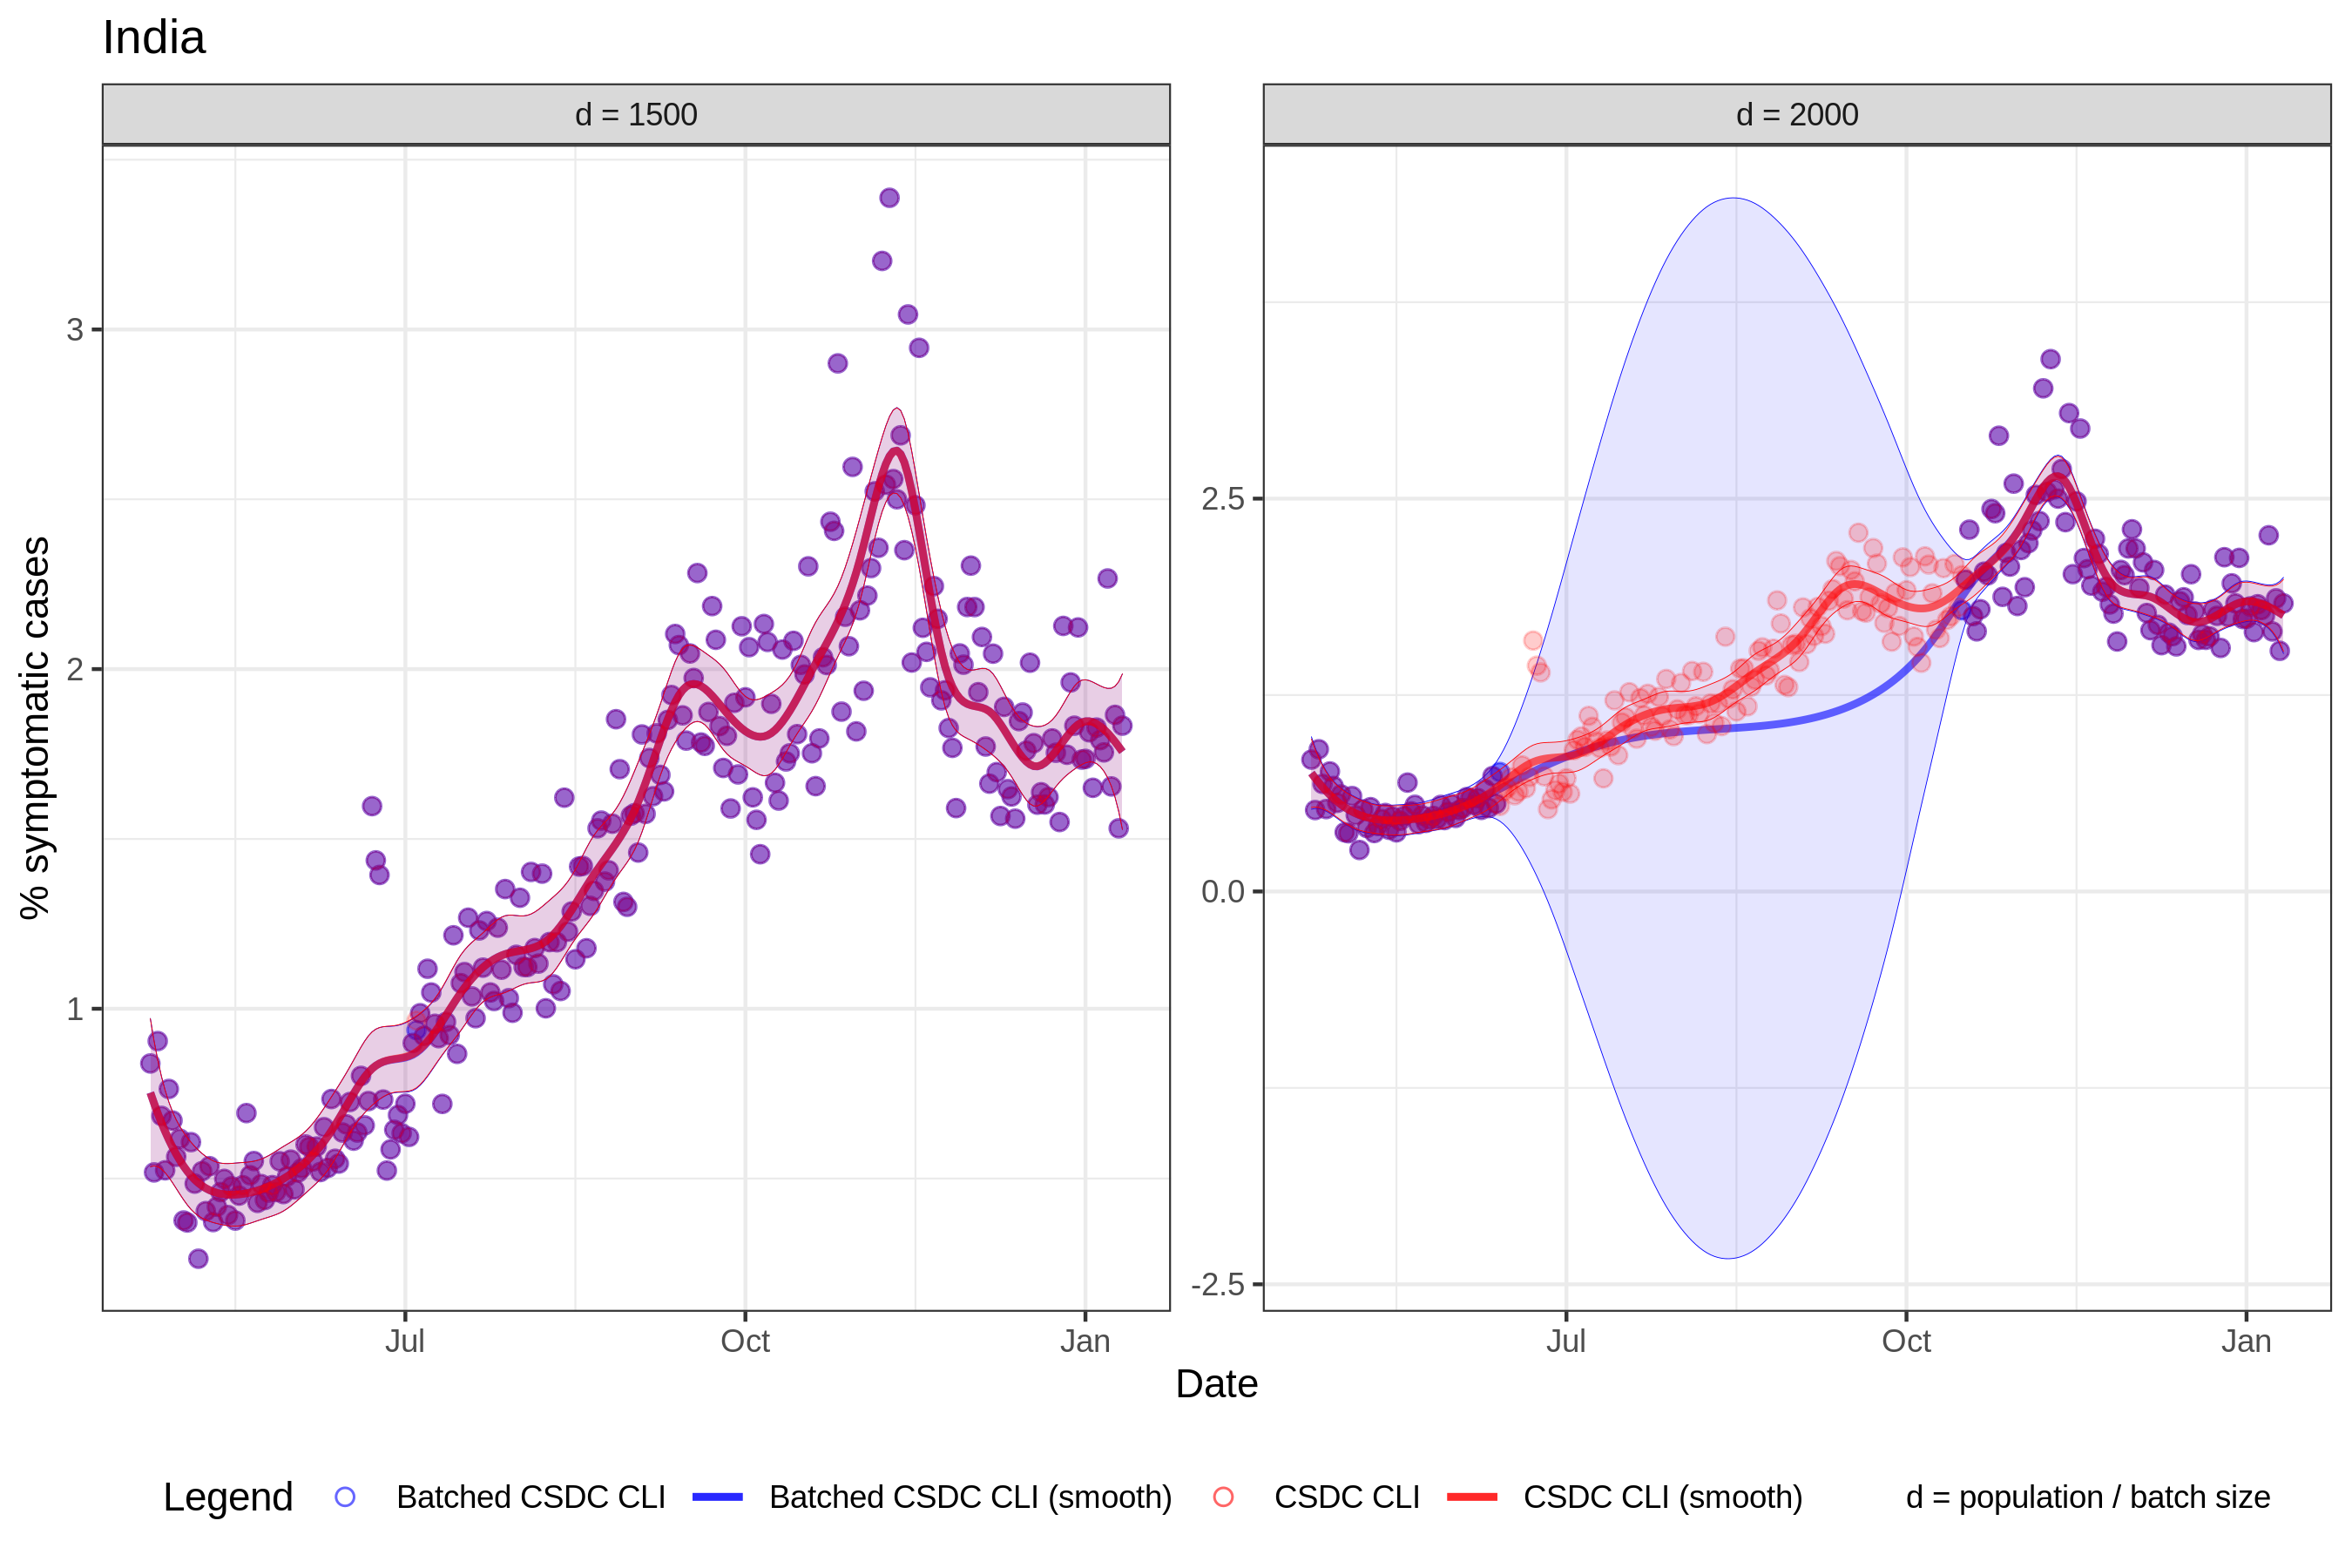 India
d = 1500
d = 2000
% symptomatic cases
3
2
1
2.5
0.0
-2.5
Jul
Oct
Jan
Jul
Oct
Jan
Date
Legend
Batched CSDC CLI
Batched CSDC CLI (smooth)
CSDC CLI
CSDC CLI (smooth)
d = population / batch size